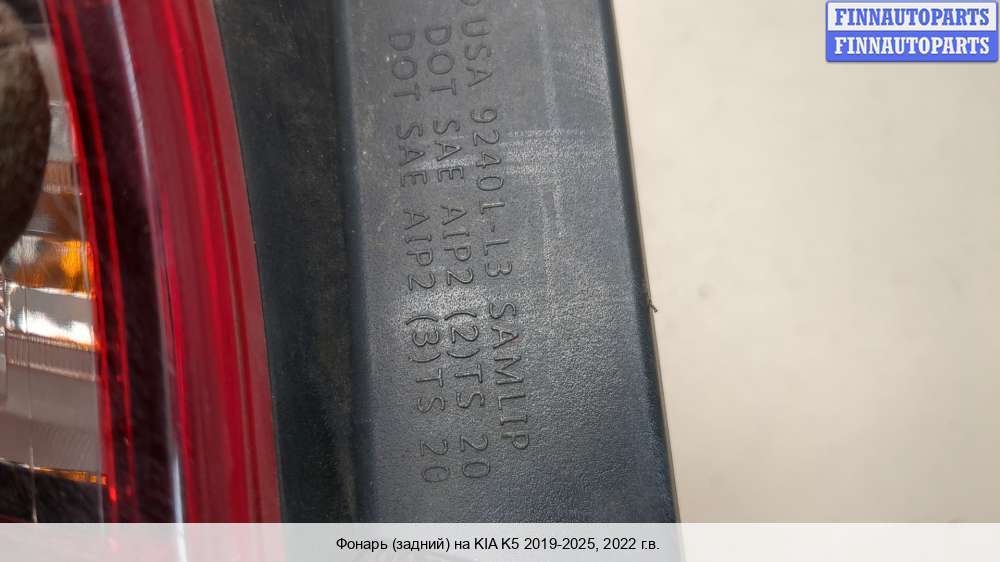 FINNAUTOPARTS
FINNAUTOPARTS
USA 92401-L3 SAMLIP
DOT SAE AIP2 (2)TS 20
DOT SAE AIP2 (3)TS 20
Фонарь (задний) на KIA K5 2019-2025, 2022 г.в.